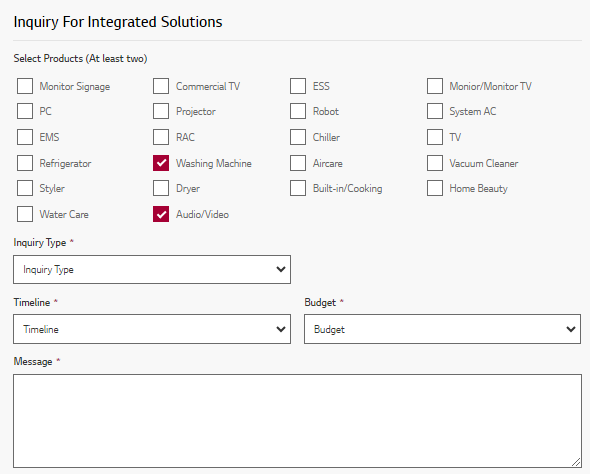 Inquiry For Integrated Solutions
Select Products (At least two)
Monitor Signage Commercial TV ESS Monior/Monitor TV
PC Projector Robot System AC
EMS RAC Chiller TV
Refrigerator Washing Machine Aircare Vacuum Cleaner
Styler Dryer Built-in/Cooking Home Beauty
Water Care Audio/Video
Inquiry Type *
Inquiry Type
Timeline * Budget *
Timeline Budget
Message *